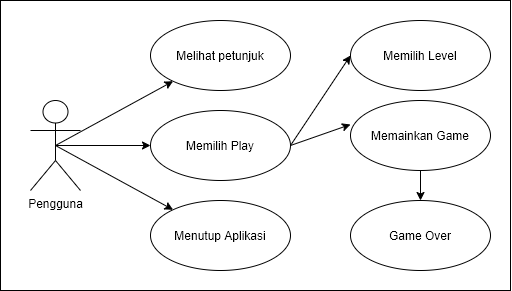 Melihat petunjuk
Memilih Level
Memilih Play
Memainkan Game
Pengguna
Menutup Aplikasi
Game Over